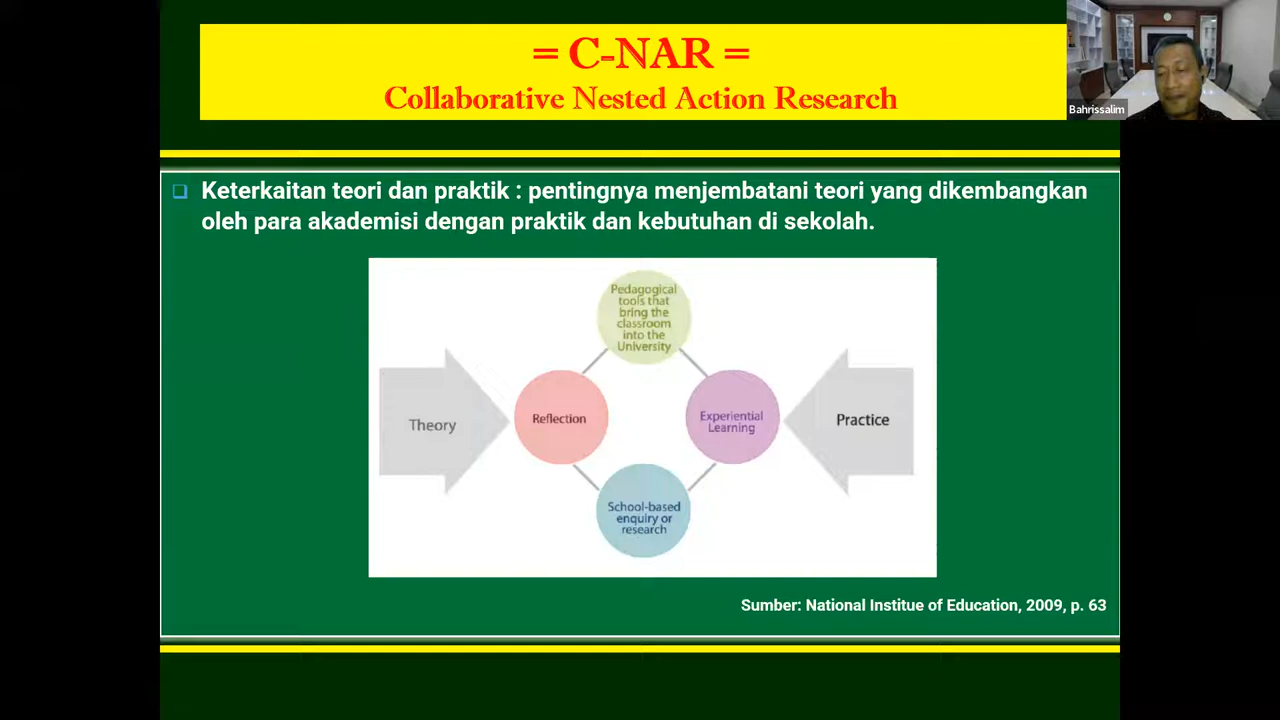 = C-NAR =
Collaborative Nested Action Research
Bahrissalim
Keterkaitan teori dan praktik : pentingnya menjembatani teori yang dikembangkan
oleh para akademisi dengan praktik dan kebutuhan di sekolah.
Pedagogical
tools that
bring the
classroom
into the
University
Theory
Reflection
Experiential
Learning
Practice
School-based
enquiry or
research
Sumber: National Institue of Education, 2009, p. 63